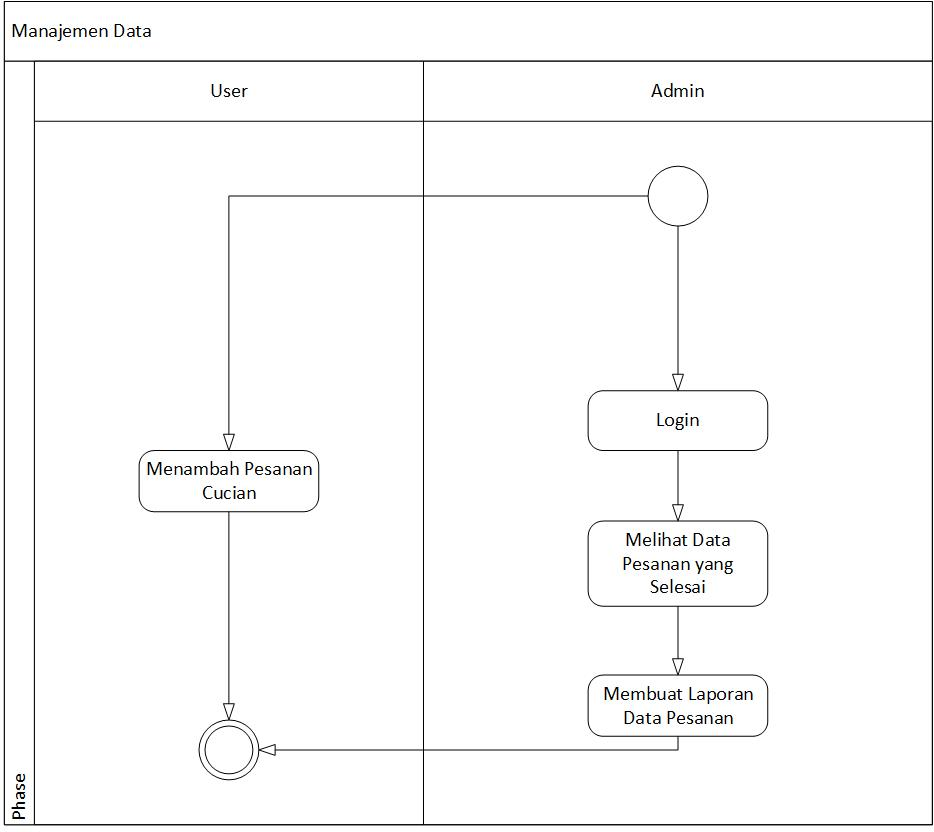 Manajemen Data
User
Admin
Login
Menambah Pesanan
Cucian
Melihat Data
Pesanan yang
Selesai
Membuat Laporan
Data Pesanan
Phase